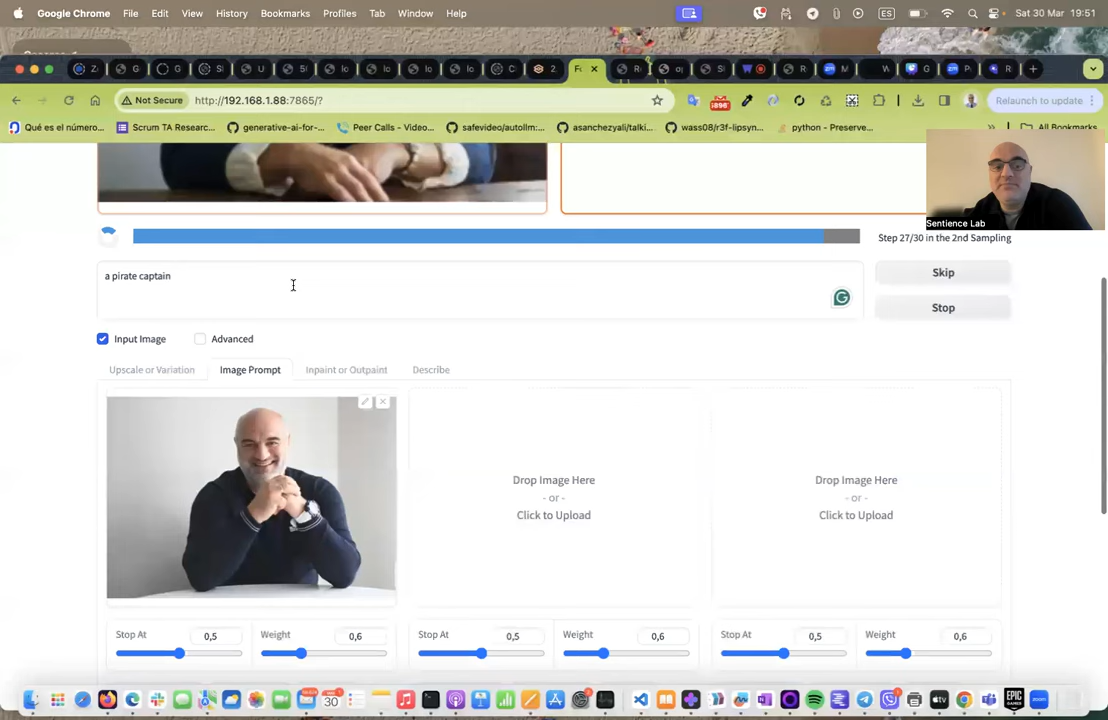 Google Chrome File Edit View History Bookmarks Profiles Tab Window Help ES Sat 30 Mar 19:51
Not Secure http://192.168.1.88:7865/? Relaunch to update
Qué es el número... Scrum TA Researc... generative-ai-for-... Peer Calls - Video... safevideo/autollm:... asanchezyali/talki... wass08/r3f-lipsyn... python - Preserve... » All Bookmarks
Sentience Lab
Step 27/30 in the 2nd Sampling
a pirate captain
Skip
Stop
Input Image Advanced
Upscale or Variation Image Prompt Inpaint or Outpaint Describe
Drop Image Here Drop Image Here
- or - - or -
Click to Upload Click to Upload
Stop At 0,5 Weight 0,6 Stop At 0,5 Weight 0,6 Stop At 0,5 Weight 0,6